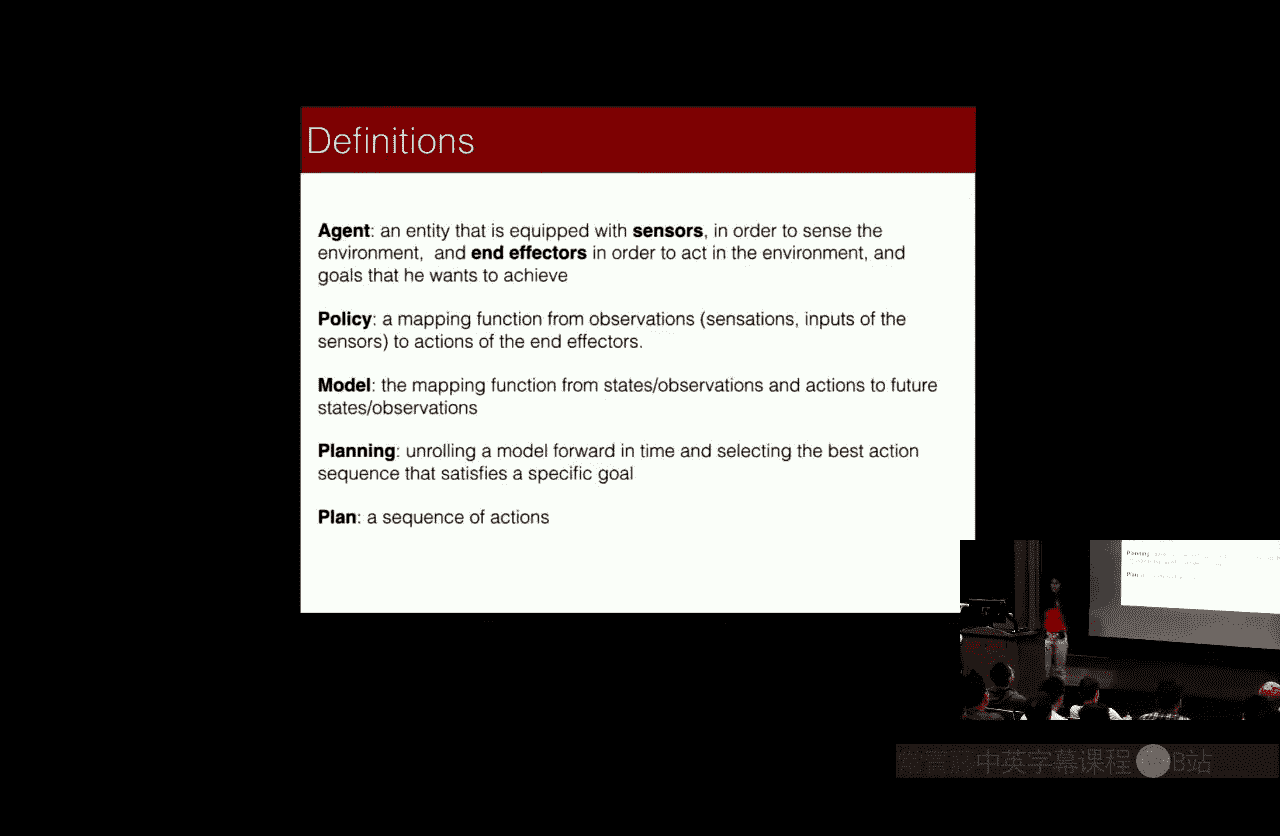 Definitions
Agent: an entity that is equipped with sensors, in order to sense the
environment, and end effectors in order to act in the environment, and
goals that he wants to achieve
Policy: a mapping function from observations (sensations, inputs of the
sensors) to actions of the end effectors.
Model: the mapping function from states/observations and actions to future
states/observations
Planning: unrolling a model forward in time and selecting the best action
sequence that satisfies a specific goal
Plan: a sequence of actions
Planning:
Plan
中英字幕课程 B站